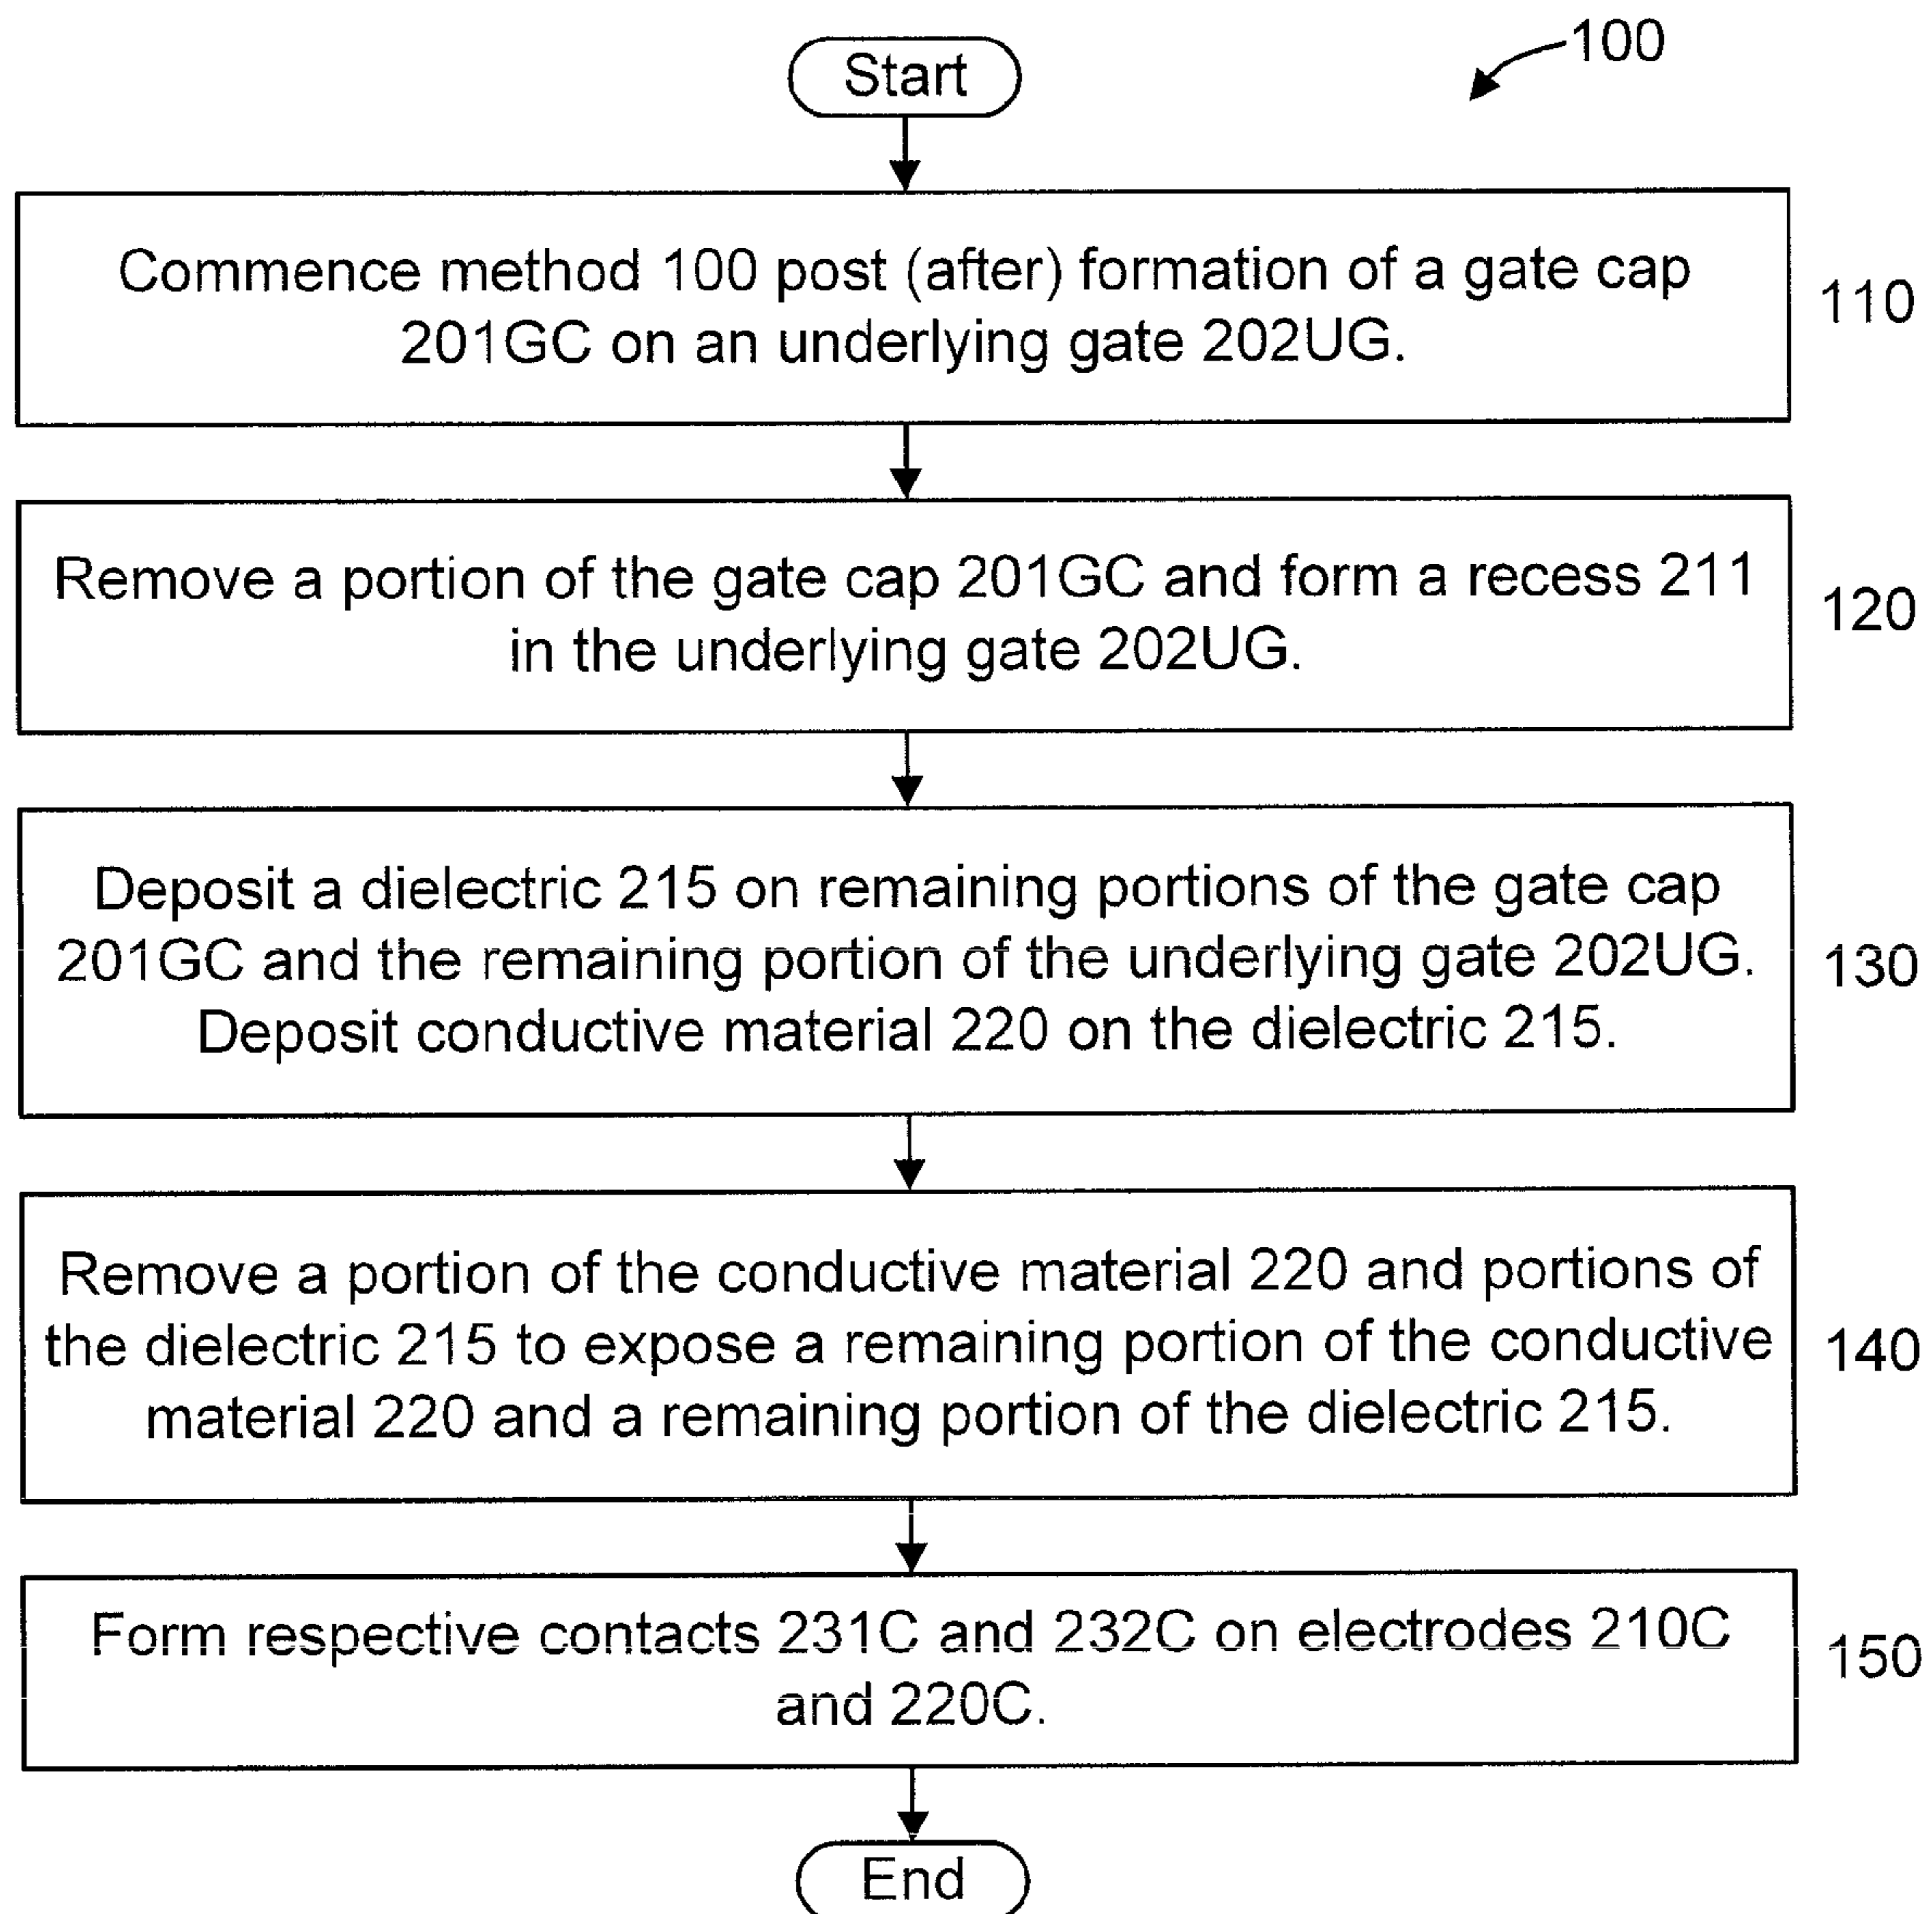 100
Start
Commence method 100 post (after) formation of a gate cap
201GC on an underlying gate 202UG.
110
Remove a portion of the gate cap 201GC and form a recess 211
in the underlying gate 202UG.
120
Deposit a dielectric 215 on remaining portions of the gate cap
201GC and the remaining portion of the underlying gate 202UG.
Deposit conductive material 220 on the dielectric 215.
130
Remove a portion of the conductive material 220 and portions of
the dielectric 215 to expose a remaining portion of the conductive
material 220 and a remaining portion of the dielectric 215.
140
Form respective contacts 231C and 232C on electrodes 210C
and 220C.
150
End